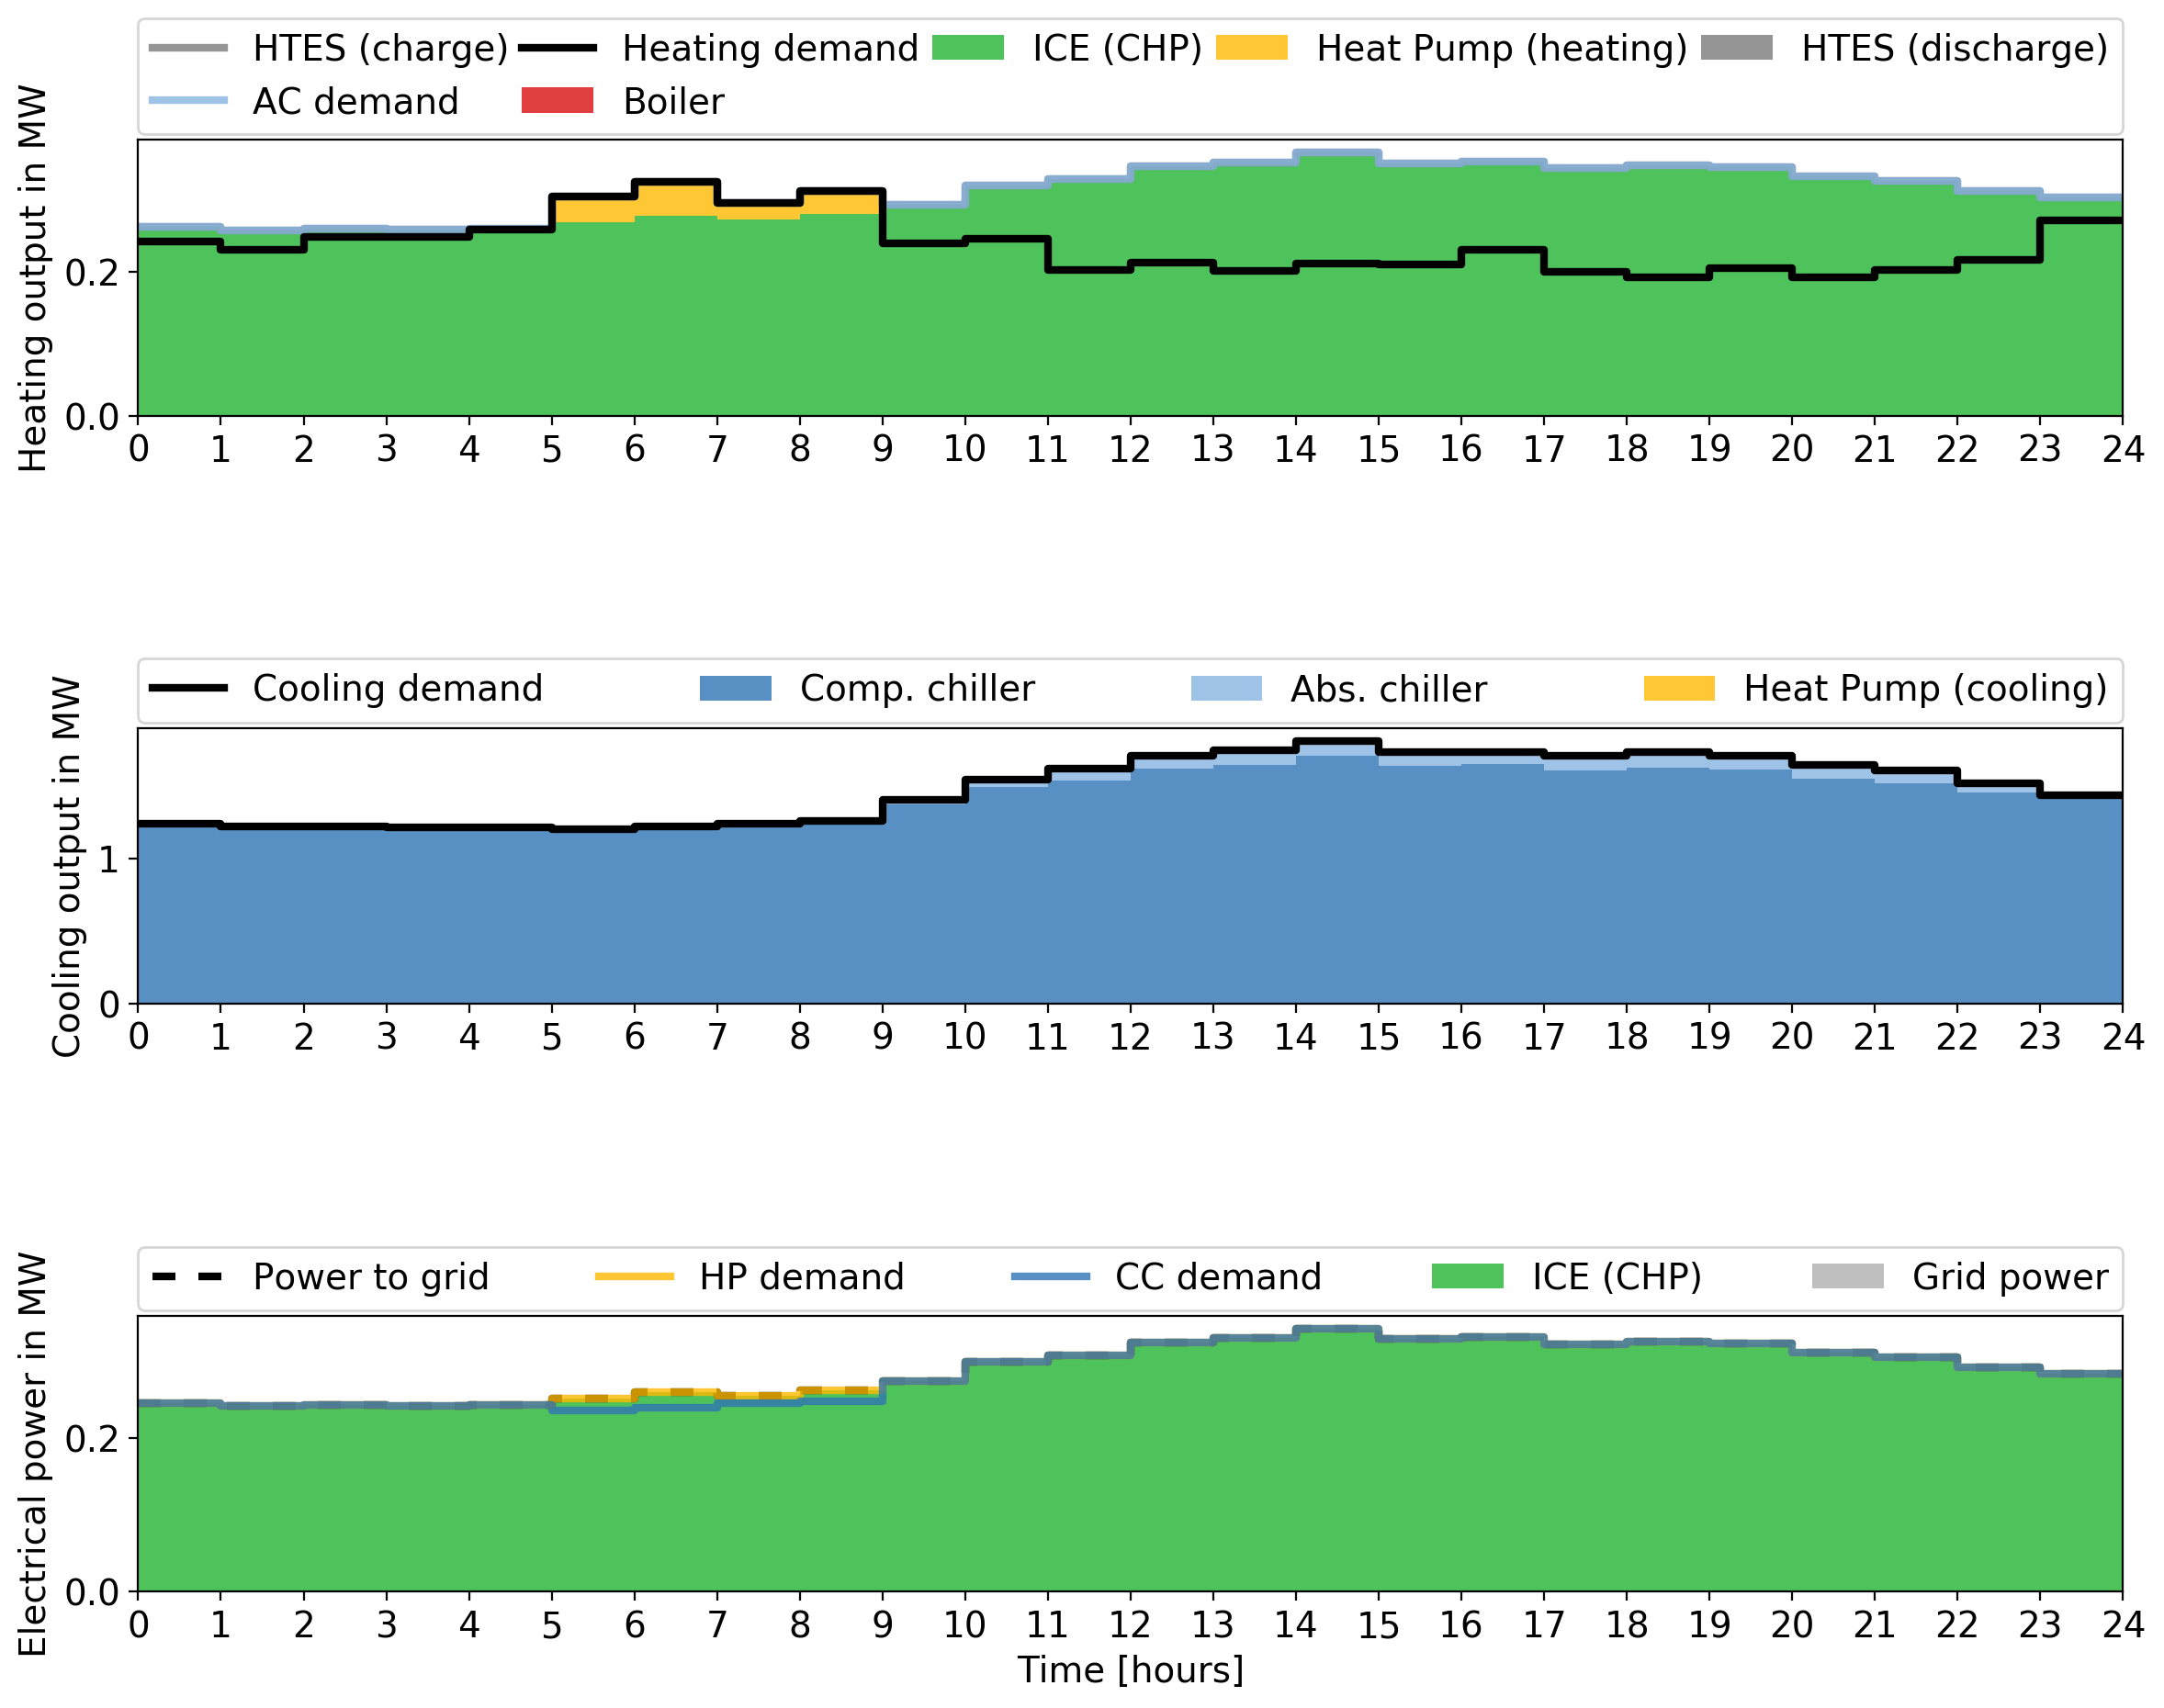 HTES (charge) Heating demand ICE (CHP) Heat Pump (heating) HTES (discharge)
AC demand Boiler
Heating output in MW
0.2
0.0
0 1 2 3 4 5 6 7 8 9 10 11 12 13 14 15 16 17 18 19 20 21 22 23 24
Cooling demand Comp. chiller Abs. chiller Heat Pump (cooling)
Cooling output in MW
1
0
0 1 2 3 4 5 6 7 8 9 10 11 12 13 14 15 16 17 18 19 20 21 22 23 24
Power to grid HP demand CC demand ICE (CHP) Grid power
Electrical power in MW
0.2
0.0
0 1 2 3 4 5 6 7 8 9 10 11 12 13 14 15 16 17 18 19 20 21 22 23 24
Time [hours]